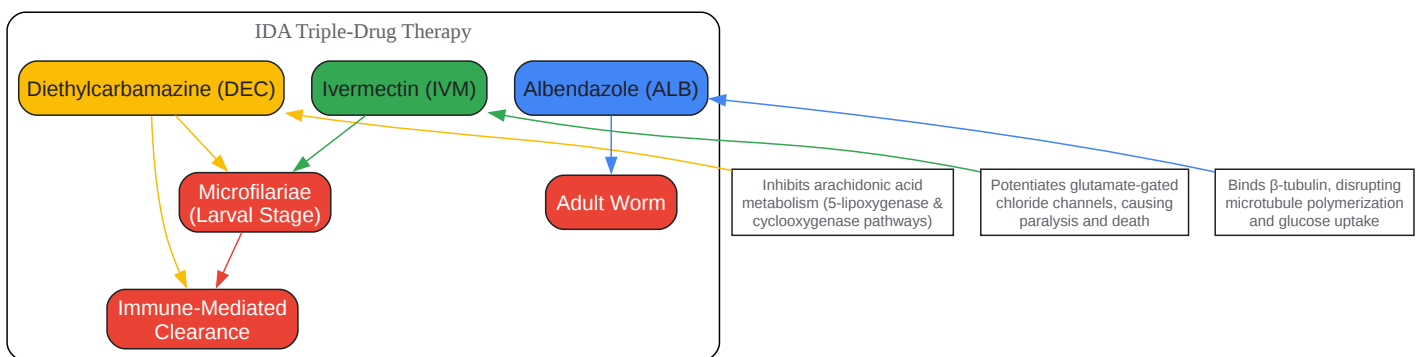 IDA Triple-Drug Therapy
Diethylcarbamazine (DEC)
Ivermectin (IVM)
Albendazole (ALB)
Microfilariae
(Larval Stage)
Adult Worm
Inhibits arachidonic acid
metabolism (5-lipoxygenase &
cyclooxygenase pathways)
Potentiates glutamate-gated
chloride channels, causing
paralysis and death
Binds β-tubulin, disrupting
microtubule polymerization
and glucose uptake
Immune-Mediated
Clearance